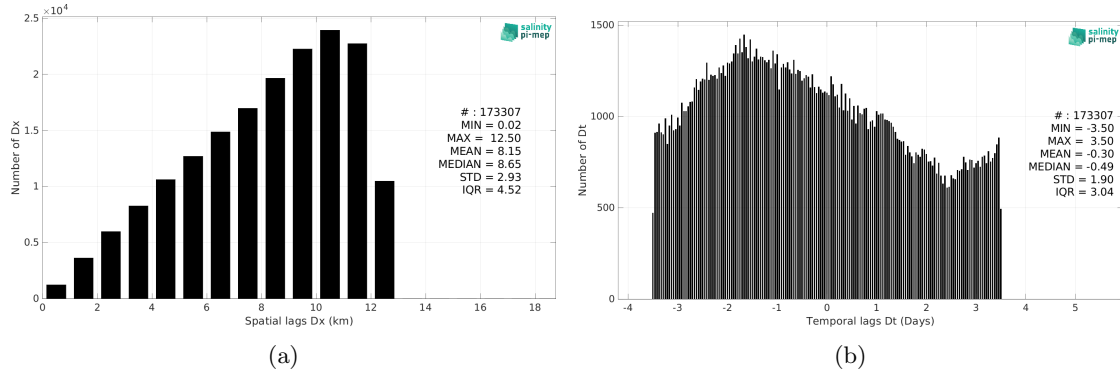 ×10⁴
2.5
2
1.5
1
0.5
0
0 2 4 6 8 10 12 14 16 18
Number of Dx
Spatial lags Dx (km)
salinity
pi-mep
# : 173307
MIN = 0.02
MAX = 12.50
MEAN = 8.15
MEDIAN = 8.65
STD = 2.93
IQR = 4.52
(a)
1500
1000
500
0
-4 -3 -2 -1 0 1 2 3 4 5
Number of Dt
Temporal lags Dt (Days)
salinity
pi-mep
# : 173307
MIN = -3.50
MAX = 3.50
MEAN = -0.30
MEDIAN = -0.49
STD = 1.90
IQR = 3.04
(b)